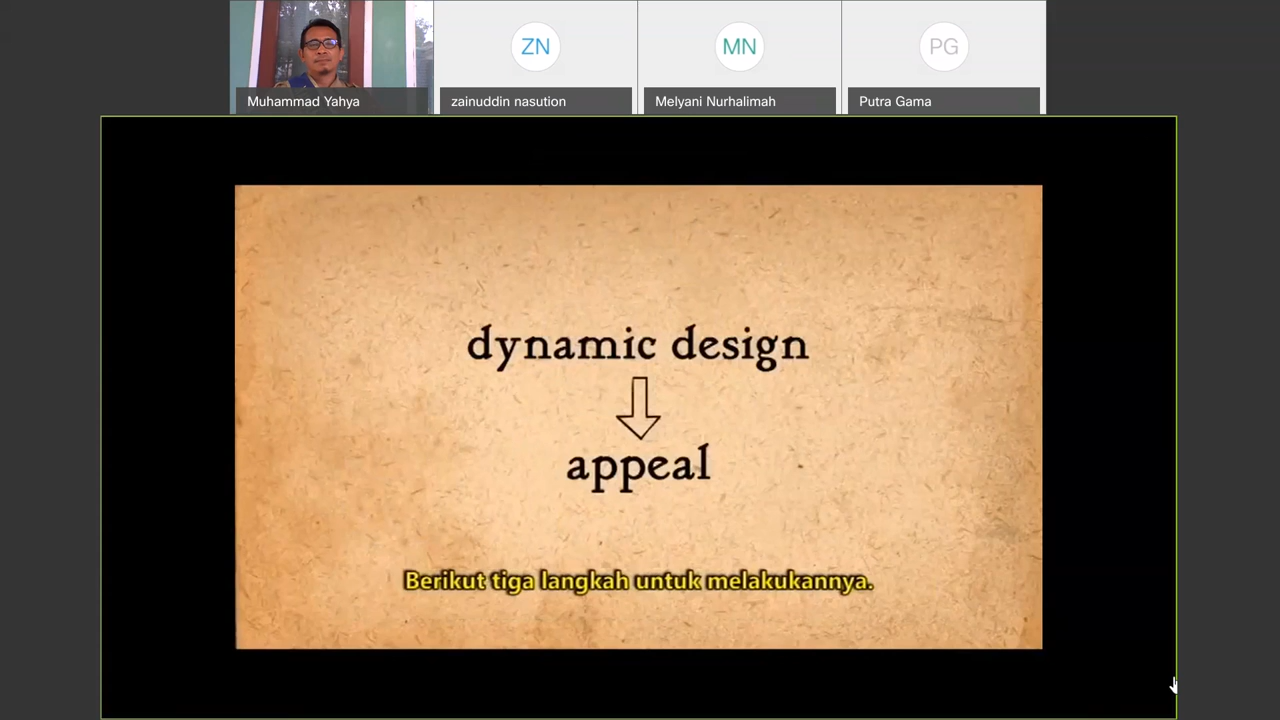 ZN
MN
PG
Muhammad Yahya
zainuddin nasution
Melyani Nurhalimah
Putra Gama
dynamic design
appeal
Berikut tiga langkah untuk melakukannya.